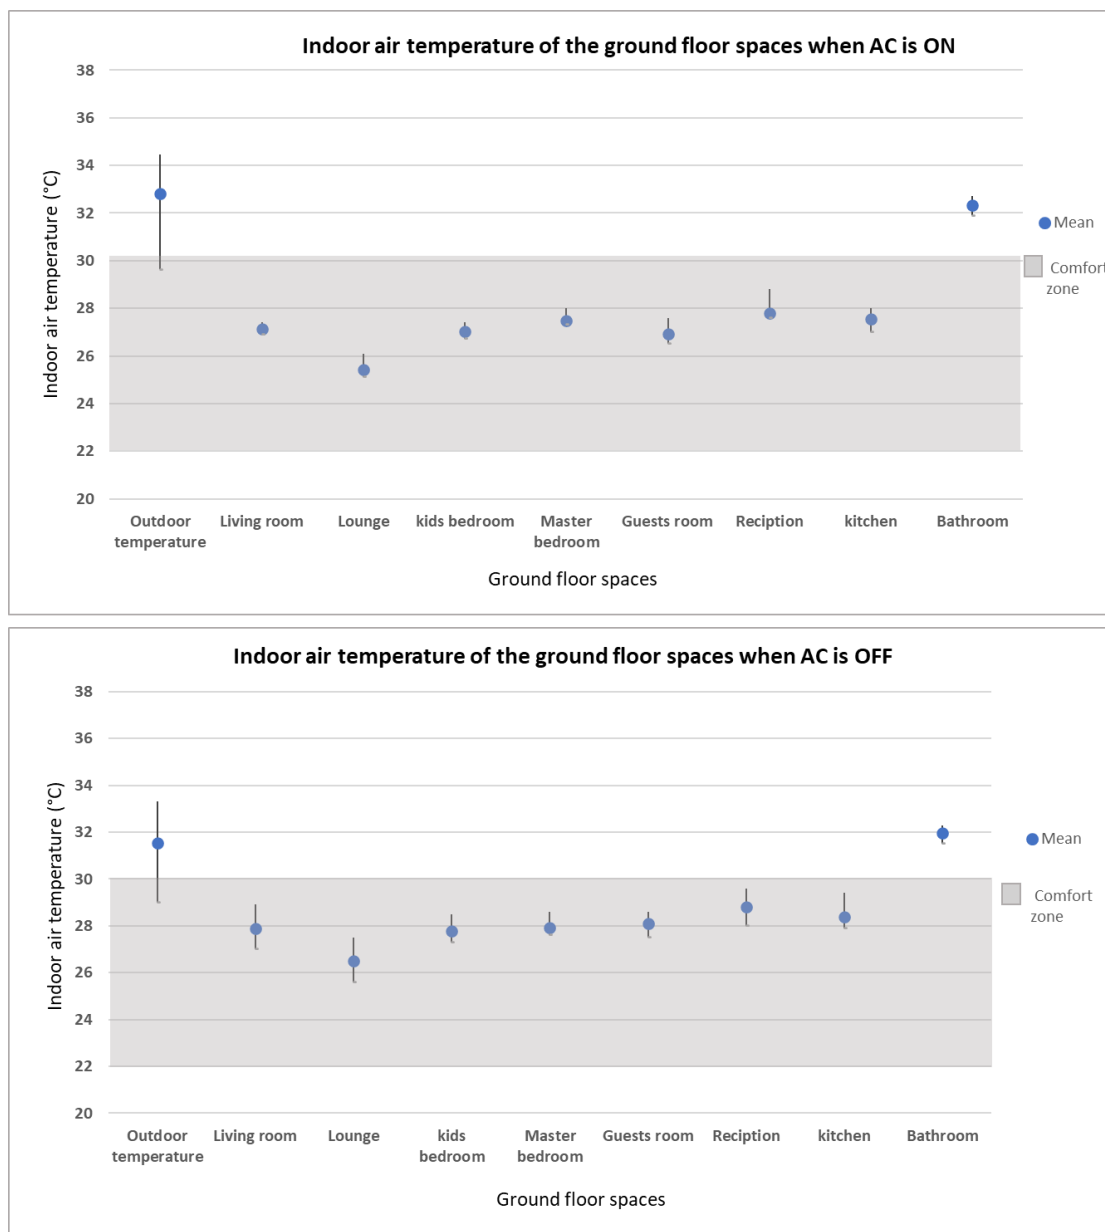 Indoor air temperature of the ground floor spaces when AC is ON
38
36
34
32
30
28
26
24
22
20
Indoor air temperature (°C)
Mean
Comfort
zone
Outdoor
temperature
Living room
Lounge
kids bedroom
Master
bedroom
Guests room
Reciption
kitchen
Bathroom
Ground floor spaces
Indoor air temperature of the ground floor spaces when AC is OFF
38
36
34
32
30
28
26
24
22
20
Indoor air temperature (°C)
Mean
Comfort
zone
Outdoor
temperature
Living room
Lounge
kids
bedroom
Master
bedroom
Guests room
Reciption
kitchen
Bathroom
Ground floor spaces